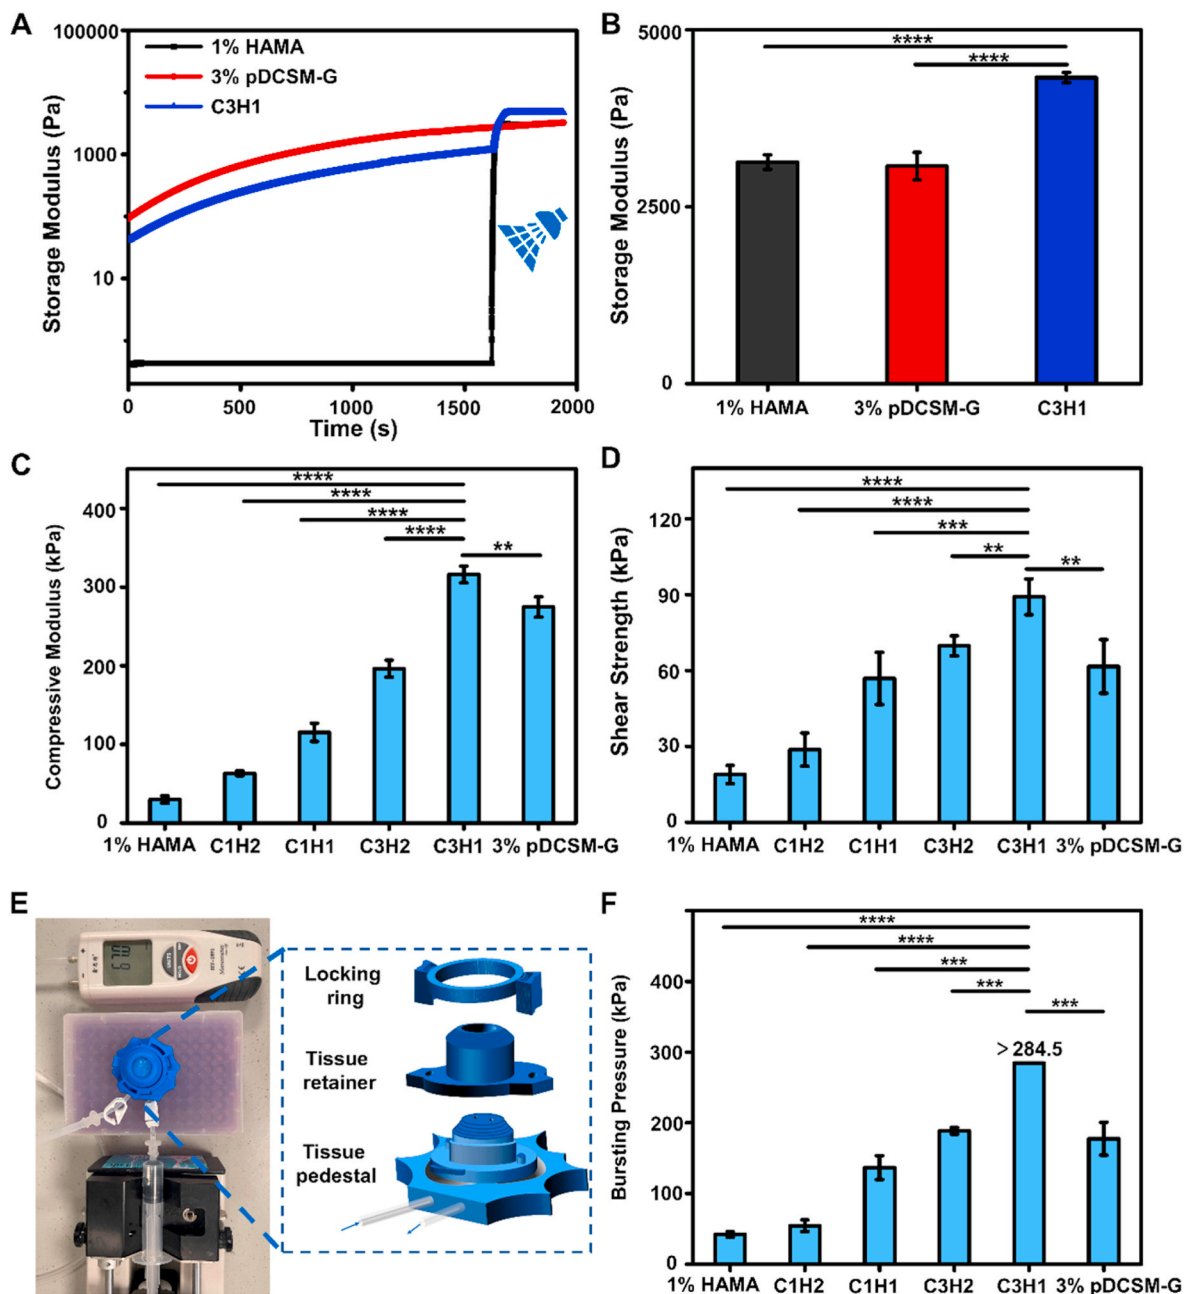 A
100000
1000
10
Storage Modulus (Pa)
1% HAMA
3% pDCSM-G
C3H1
0
500
1000
1500
2000
Time (s)
B
5000
2500
0
Storage Modulus (Pa)
****
****
1% HAMA
3% pDCSM-G
C3H1
C
400
300
200
100
0
Compressive Modulus (kPa)
****
****
****
****
**
1% HAMA
C1H2
C1H1
C3H2
C3H1
3% pDCSM-G
D
120
90
60
30
0
Shear Strength (kPa)
****
****
***
**
**
1% HAMA
C1H2
C1H1
C3H2
C3H1
3% pDCSM-G
E
Locking
ring
Tissue
retainer
Tissue
pedestal
F
400
300
200
100
0
Bursting Pressure (kPa)
****
****
***
***
***
>284.5
1% HAMA
C1H2
C1H1
C3H2
C3H1
3% pDCSM-G